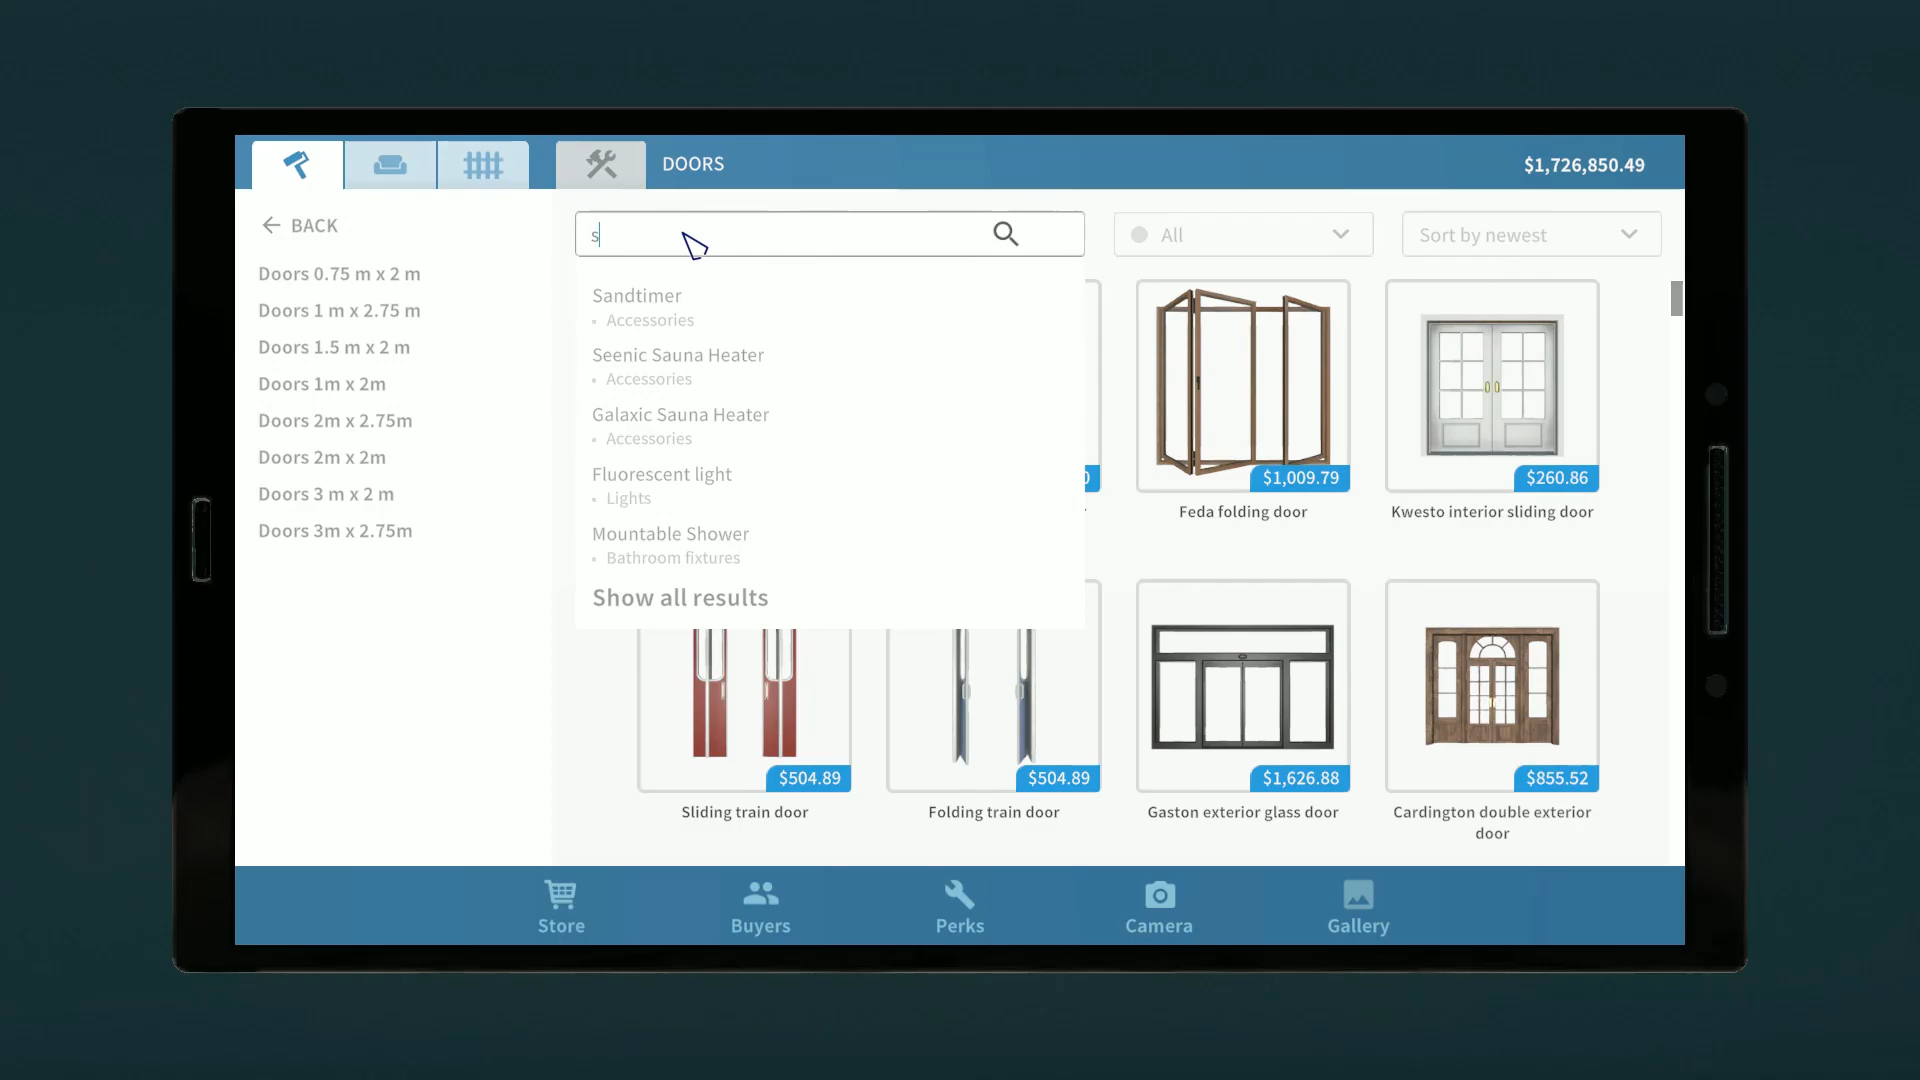 DOORS
$1,726,850.49
BACK
Doors 0.75 m x 2 m
Doors 1 m x 2.75 m
Doors 1.5 m x 2 m
Doors 1m x 2m
Doors 2m x 2.75m
Doors 2m x 2m
Doors 3 m x 2 m
Doors 3m x 2.75m
s
All
Sort by newest
Sandtimer
Accessories
Seenic Sauna Heater
Accessories
Galaxic Sauna Heater
Accessories
Fluorescent light
Lights
Mountable Shower
Bathroom fixtures
Show all results
$1,009.79
Feda folding door
$260.86
Kwesto interior sliding door
$504.89
Sliding train door
$504.89
Folding train door
$1,626.88
Gaston exterior glass door
$855.52
Cardington double exterior
door
Store
Buyers
Perks
Camera
Gallery